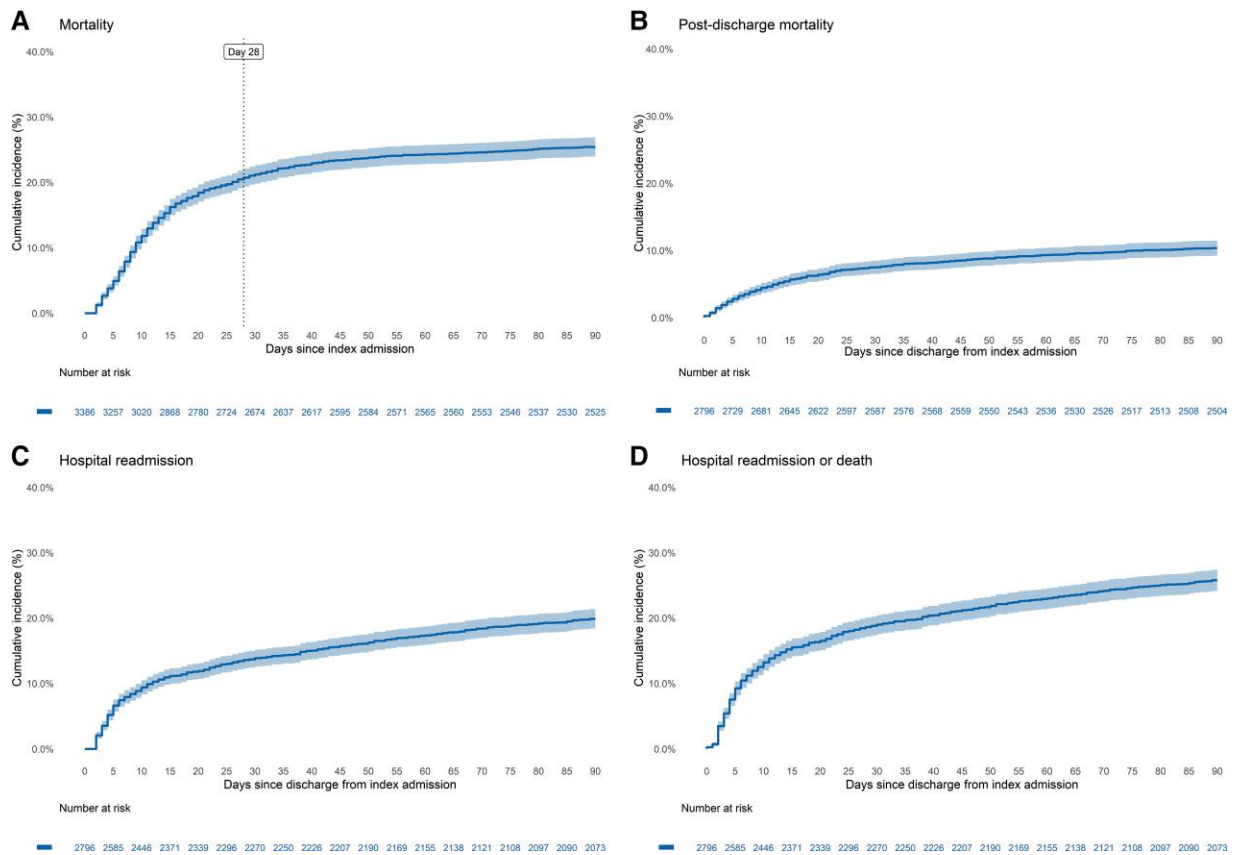 A Mortality
40.0%
30.0%
20.0%
10.0%
0.0%
Cumulative incidence (%)
Day 28
0 5 10 15 20 25 30 35 40 45 50 55 60 65 70 75 80 85 90
Days since index admission
Number at risk
3386 3257 3020 2868 2780 2724 2674 2637 2617 2595 2584 2571 2565 2560 2553 2546 2537 2530 2525
B Post-discharge mortality
40.0%
30.0%
20.0%
10.0%
0.0%
Cumulative incidence (%)
0 5 10 15 20 25 30 35 40 45 50 55 60 65 70 75 80 85 90
Days since discharge from index admission
Number at risk
2796 2729 2681 2645 2622 2597 2587 2576 2568 2559 2550 2543 2536 2530 2526 2517 2513 2508 2504
C Hospital readmission
40.0%
30.0%
20.0%
10.0%
0.0%
Cumulative incidence (%)
0 5 10 15 20 25 30 35 40 45 50 55 60 65 70 75 80 85 90
Days since discharge from index admission
Number at risk
2796 2585 2446 2371 2339 2296 2270 2250 2226 2207 2190 2169 2155 2138 2121 2108 2097 2090 2073
D Hospital readmission or death
40.0%
30.0%
20.0%
10.0%
0.0%
Cumulative incidence (%)
0 5 10 15 20 25 30 35 40 45 50 55 60 65 70 75 80 85 90
Days since discharge from index admission
Number at risk
2796 2585 2446 2371 2339 2296 2270 2250 2226 2207 2190 2169 2155 2138 2121 2108 2097 2090 2073